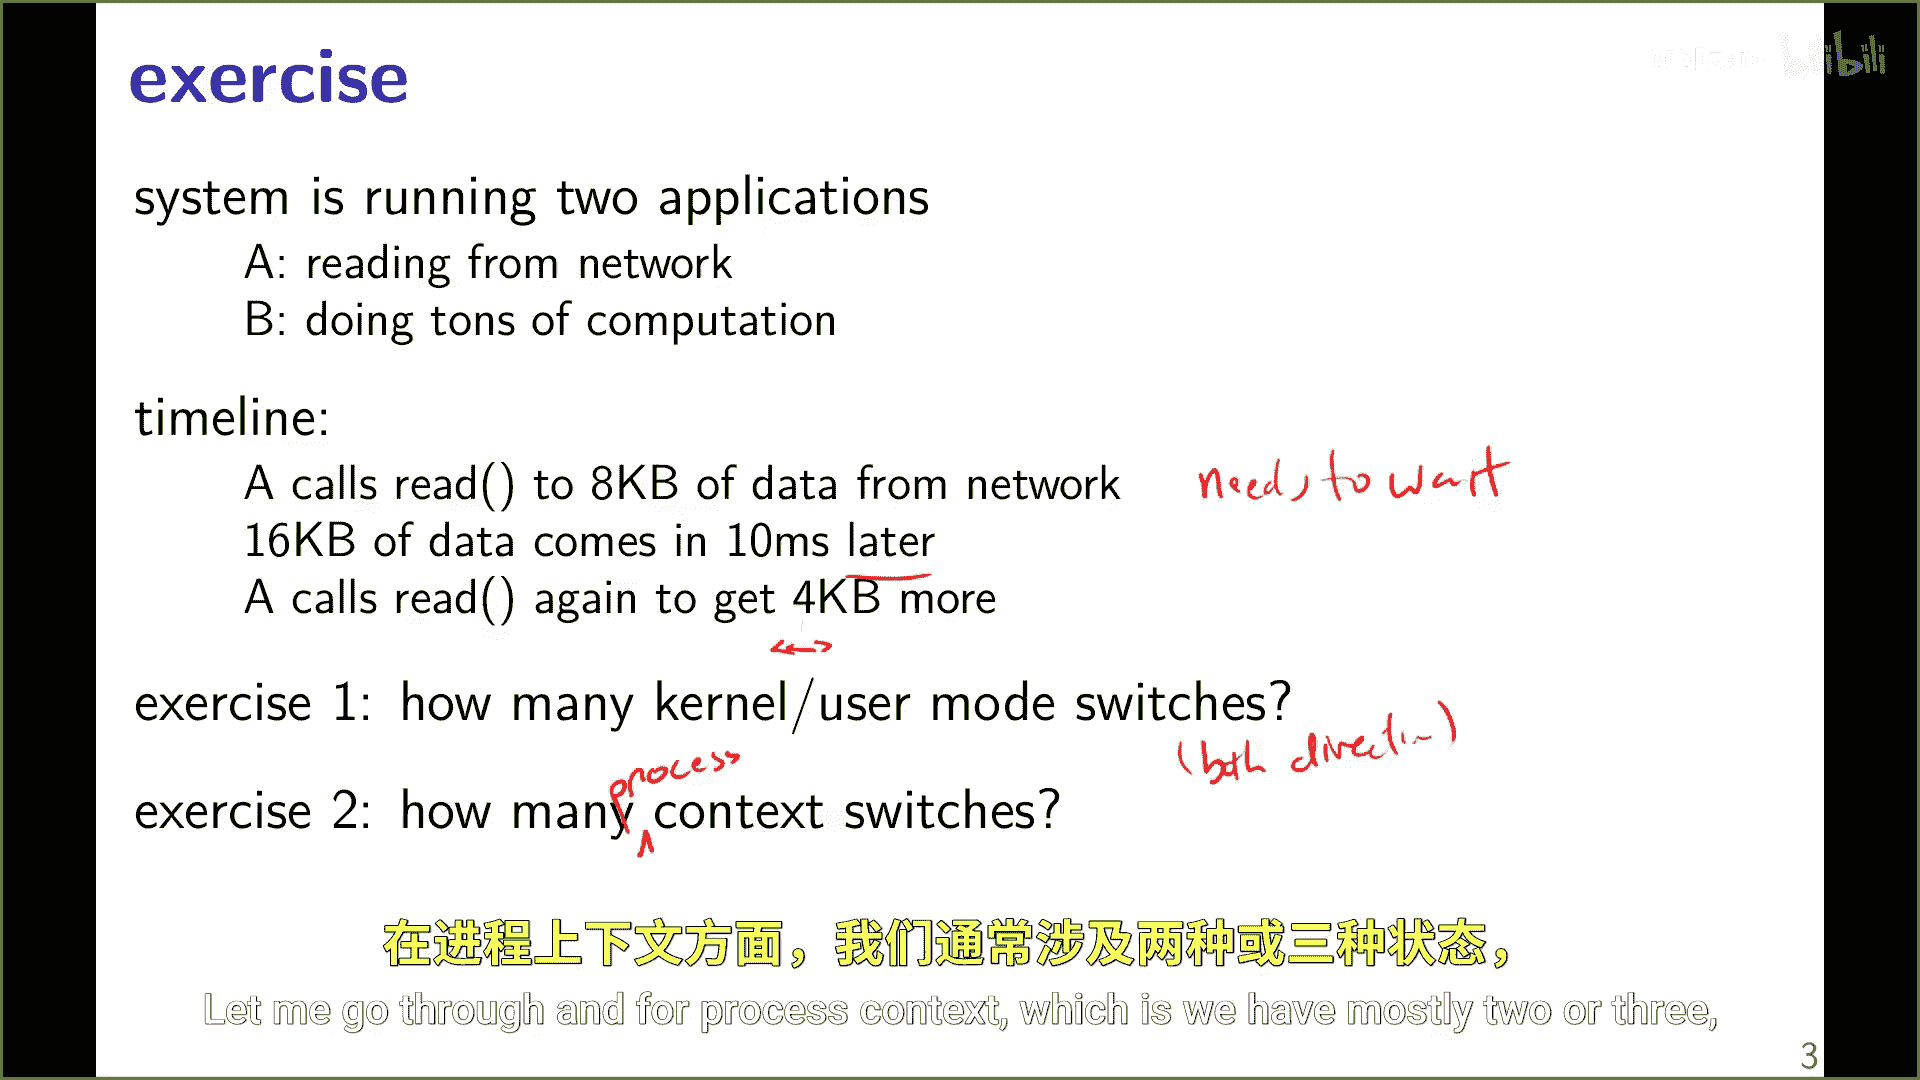 exercise
bilibili
system is running two applications
A: reading from network
B: doing tons of computation
timeline:
A calls read() to 8KB of data from network
needs to wait
16KB of data comes in 10ms later
A calls read() again to get 4KB more
exercise 1: how many kernel/user mode switches?
(both direction)
process
exercise 2: how many context switches?
在进程上下文方面，我们通常涉及两种或三种状态，
Let me go through and for process context, which is we have mostly two or three,
3